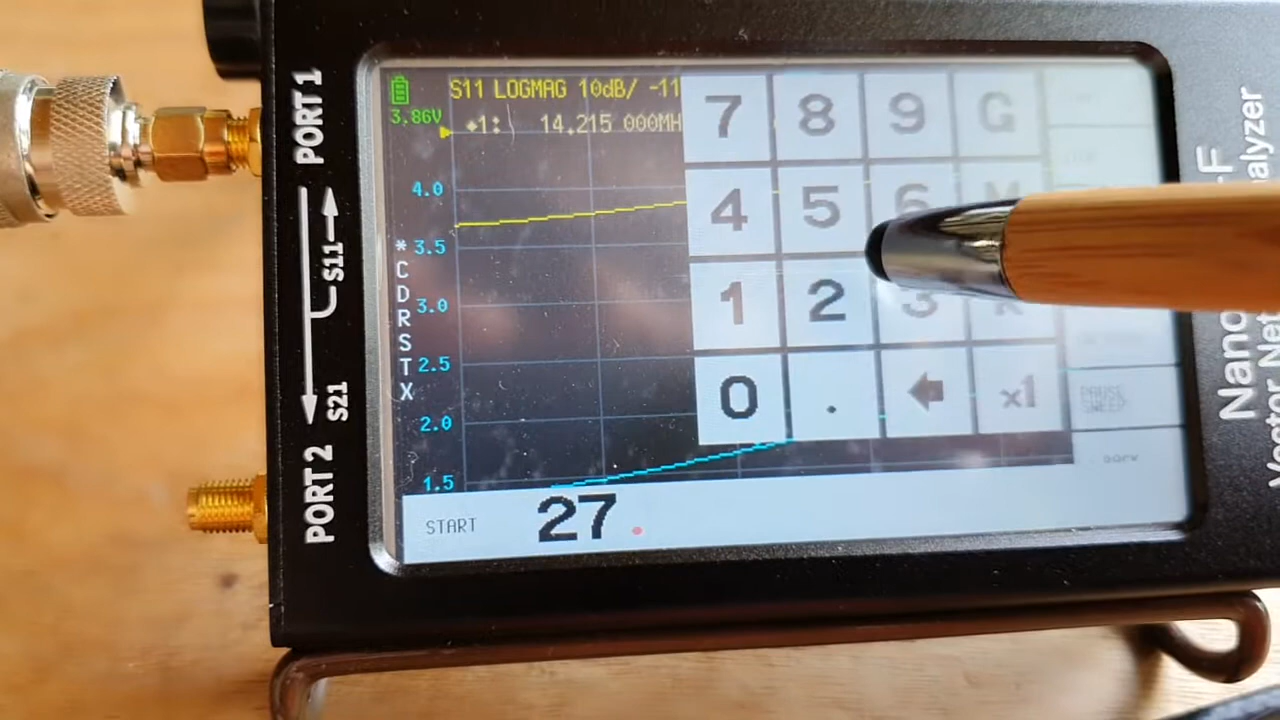 PORT 1
S11
S21
PORT 2
3.86V
S11 LOGMAG 10dB/ -11
1: 14.215 000MH
4.0
3.5
3.0
2.5
2.0
1.5
*
C
D
R
S
T
X
7 8 9 G
4 5 6 M
1 2 3 K
0 . x1
PAUSE
SWEEP
START 27.
Nano
-F
Vector Net
alyzer